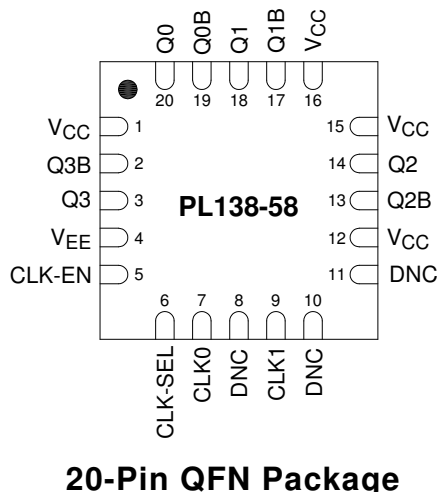 Q0
Q0B
Q1
Q1B
VCC
20
19
18
17
16
VCC 1
15 VCC
Q3B 2
14 Q2
Q3 3
PL138-58
13 Q2B
VEE 4
12 VCC
CLK-EN 5
11 DNC
6
7
8
9
10
CLK-SEL
CLK0
DNC
CLK1
DNC
20-Pin QFN Package